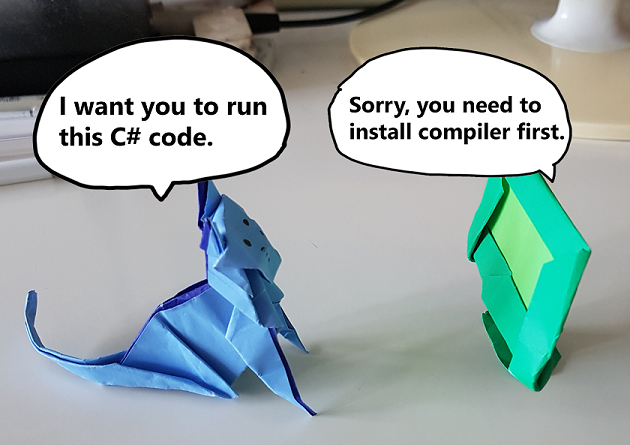 I want you to run
this C# code.
Sorry, you need to
install compiler first.